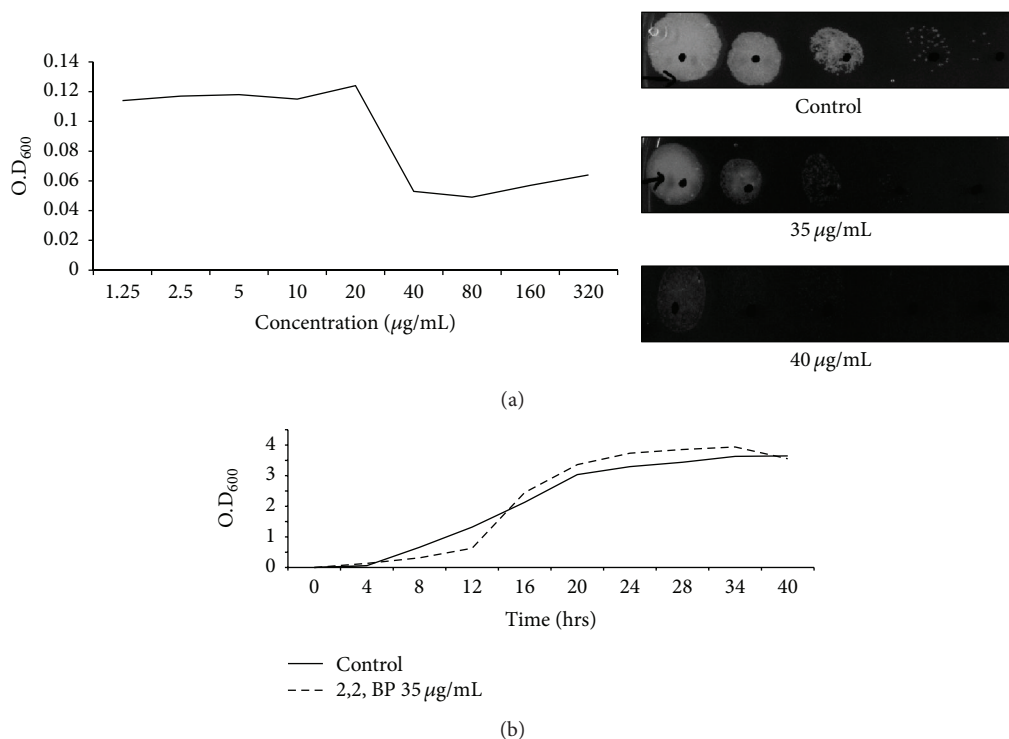 0.14
0.12
0.1
0.08
0.06
0.04
0.02
0
O.D600
1.25 2.5 5 10 20 40 80 160 320
Concentration (μg/mL)
Control
35 μg/mL
40 μg/mL
(a)
4
3
2
1
0
O.D600
0 4 8 12 16 20 24 28 34 40
Time (hrs)
Control
2,2, BP 35 μg/mL
(b)